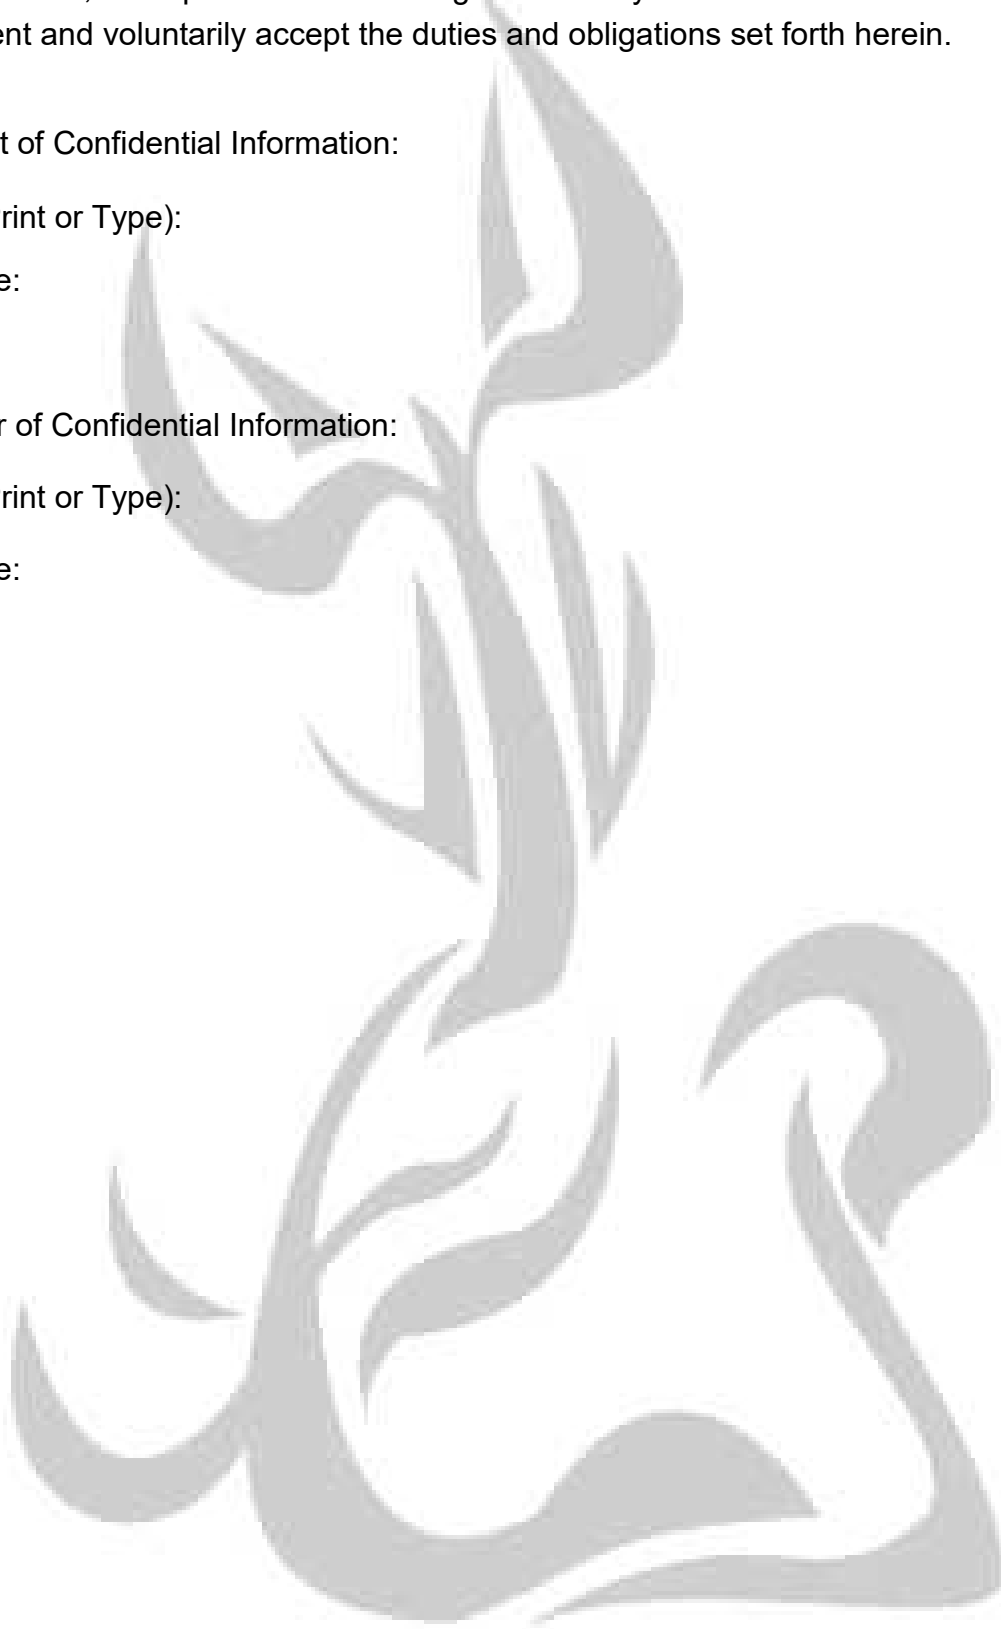 ent and voluntarily accept the duties and obligations set forth herein.
t of Confidential Information:
rint or Type):
e:
r of Confidential Information:
rint or Type):
e: